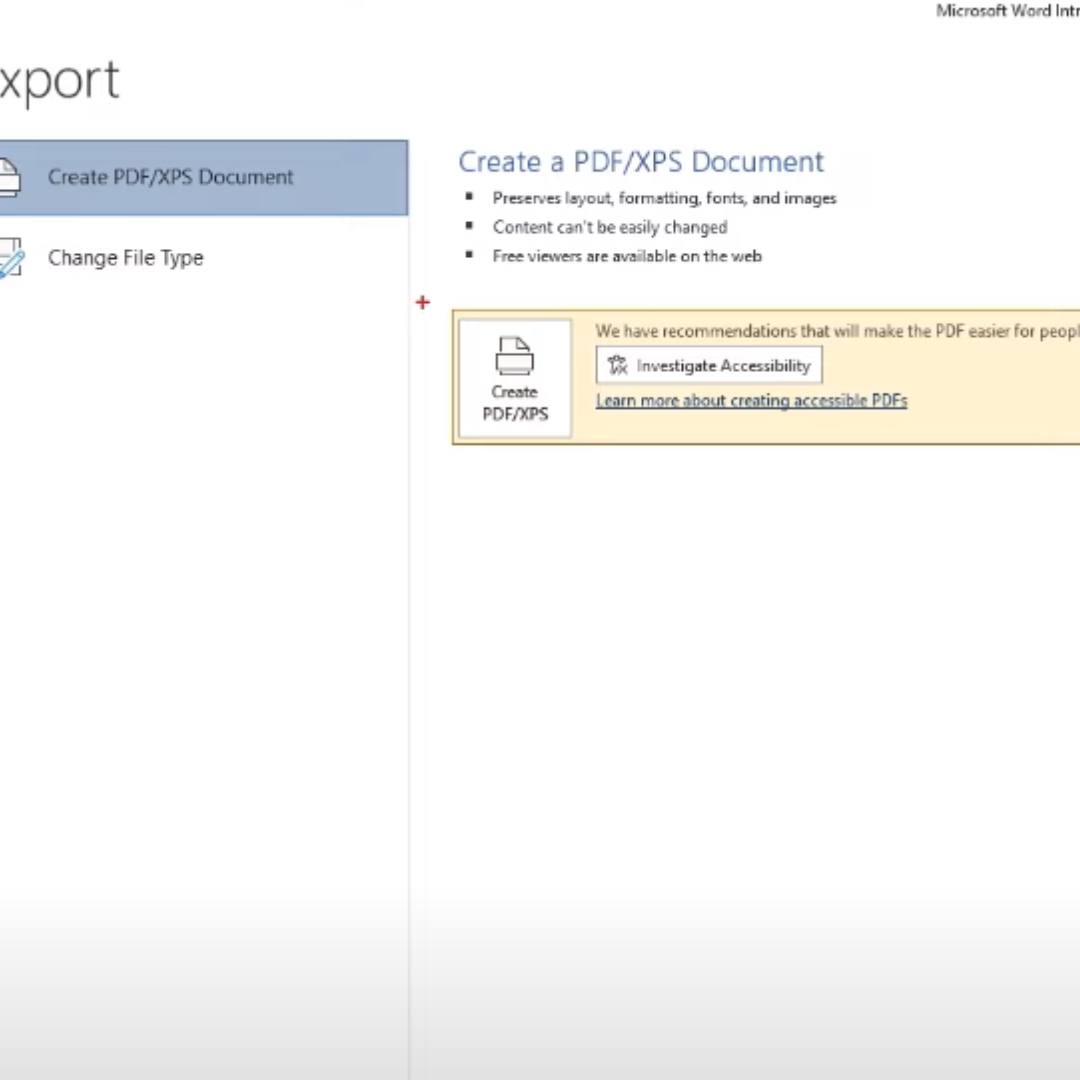 Microsoft Word Intr
xport
Create PDF/XPS Document
Change File Type
Create a PDF/XPS Document
Preserves layout, formatting, fonts, and images
Content can't be easily changed
Free viewers are available on the web
Create
PDF/XPS
We have recommendations that will make the PDF easier for peopl
Investigate Accessibility
Learn more about creating accessible PDFs